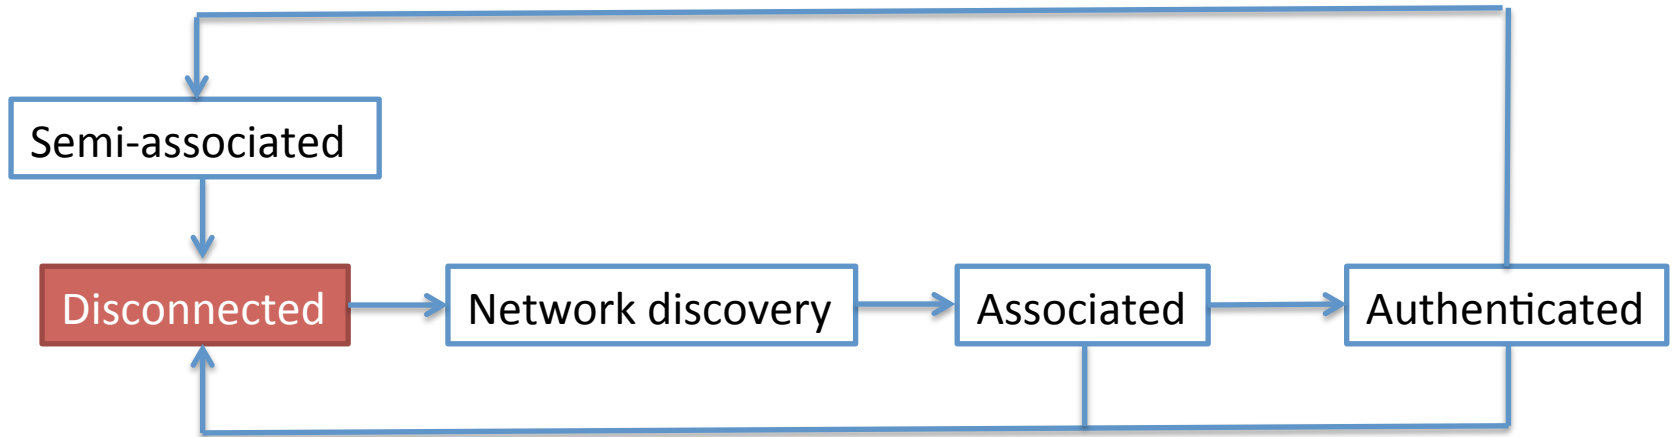 Semi-associated
Disconnected
Network discovery
Associated
Authenticated